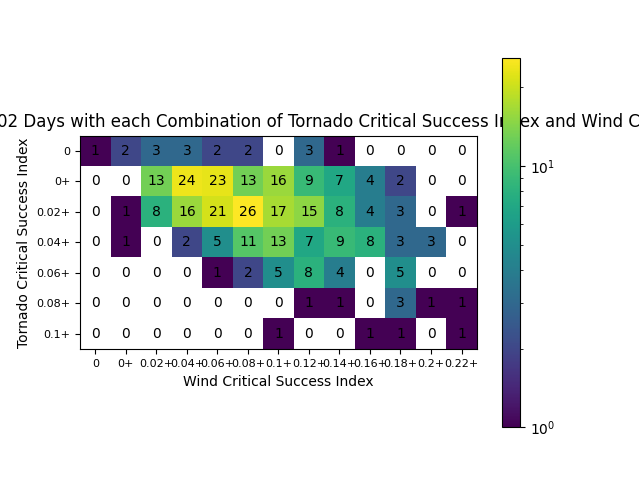 02 Days with each Combination of Tornado Critical Success Index and Wind C
Tornado Critical Success Index
0 1 2 3 3 2 2 0 3 1 0 0 0 0
0+ 0 0 13 24 23 13 16 9 7 4 2 0 0
0.02+ 0 1 8 16 21 26 17 15 8 4 3 0 1
0.04+ 0 1 0 2 5 11 13 7 9 8 3 3 0
0.06+ 0 0 0 0 1 2 5 8 4 0 5 0 0
0.08+ 0 0 0 0 0 0 0 1 1 0 3 1 1
0.1+ 0 0 0 0 0 0 1 0 0 1 1 0 1
0 0+ 0.02+ 0.04+ 0.06+ 0.08+ 0.1+ 0.12+ 0.14+ 0.16+ 0.18+ 0.2+ 0.22+
Wind Critical Success Index
10¹
10⁰